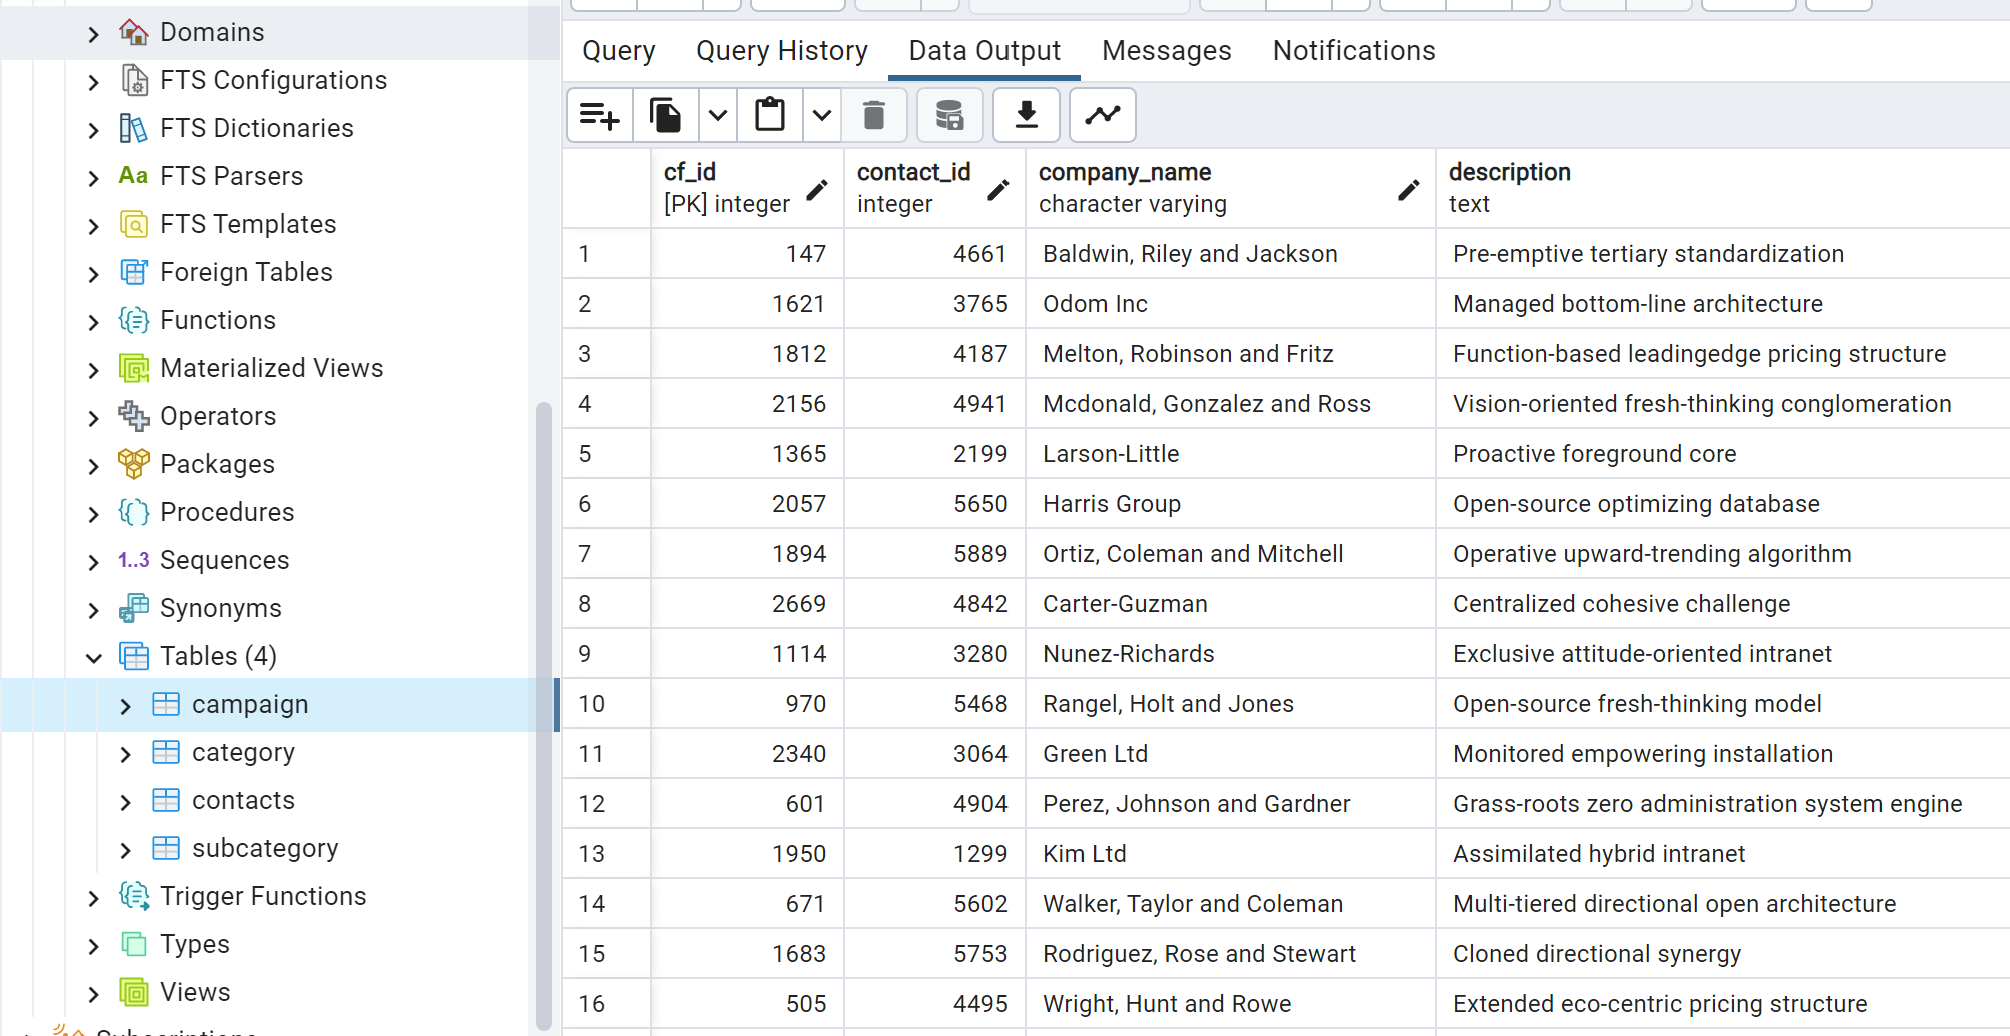 Domains
FTS Configurations
FTS Dictionaries
Aa FTS Parsers
FTS Templates
Foreign Tables
Functions
Materialized Views
Operators
Packages
Procedures
1..3 Sequences
Synonyms
Tables (4)
campaign
category
contacts
subcategory
Trigger Functions
Types
Views
Subscriptions
Query Query History Data Output Messages Notifications
cf_id contact_id company_name description
[PK] integer integer character varying text
1 147 4661 Baldwin, Riley and Jackson Pre-emptive tertiary standardization
2 1621 3765 Odom Inc Managed bottom-line architecture
3 1812 4187 Melton, Robinson and Fritz Function-based leadingedge pricing structure
4 2156 4941 Mcdonald, Gonzalez and Ross Vision-oriented fresh-thinking conglomeration
5 1365 2199 Larson-Little Proactive foreground core
6 2057 5650 Harris Group Open-source optimizing database
7 1894 5889 Ortiz, Coleman and Mitchell Operative upward-trending algorithm
8 2669 4842 Carter-Guzman Centralized cohesive challenge
9 1114 3280 Nunez-Richards Exclusive attitude-oriented intranet
10 970 5468 Rangel, Holt and Jones Open-source fresh-thinking model
11 2340 3064 Green Ltd Monitored empowering installation
12 601 4904 Perez, Johnson and Gardner Grass-roots zero administration system engine
13 1950 1299 Kim Ltd Assimilated hybrid intranet
14 671 5602 Walker, Taylor and Coleman Multi-tiered directional open architecture
15 1683 5753 Rodriguez, Rose and Stewart Cloned directional synergy
16 505 4495 Wright, Hunt and Rowe Extended eco-centric pricing structure